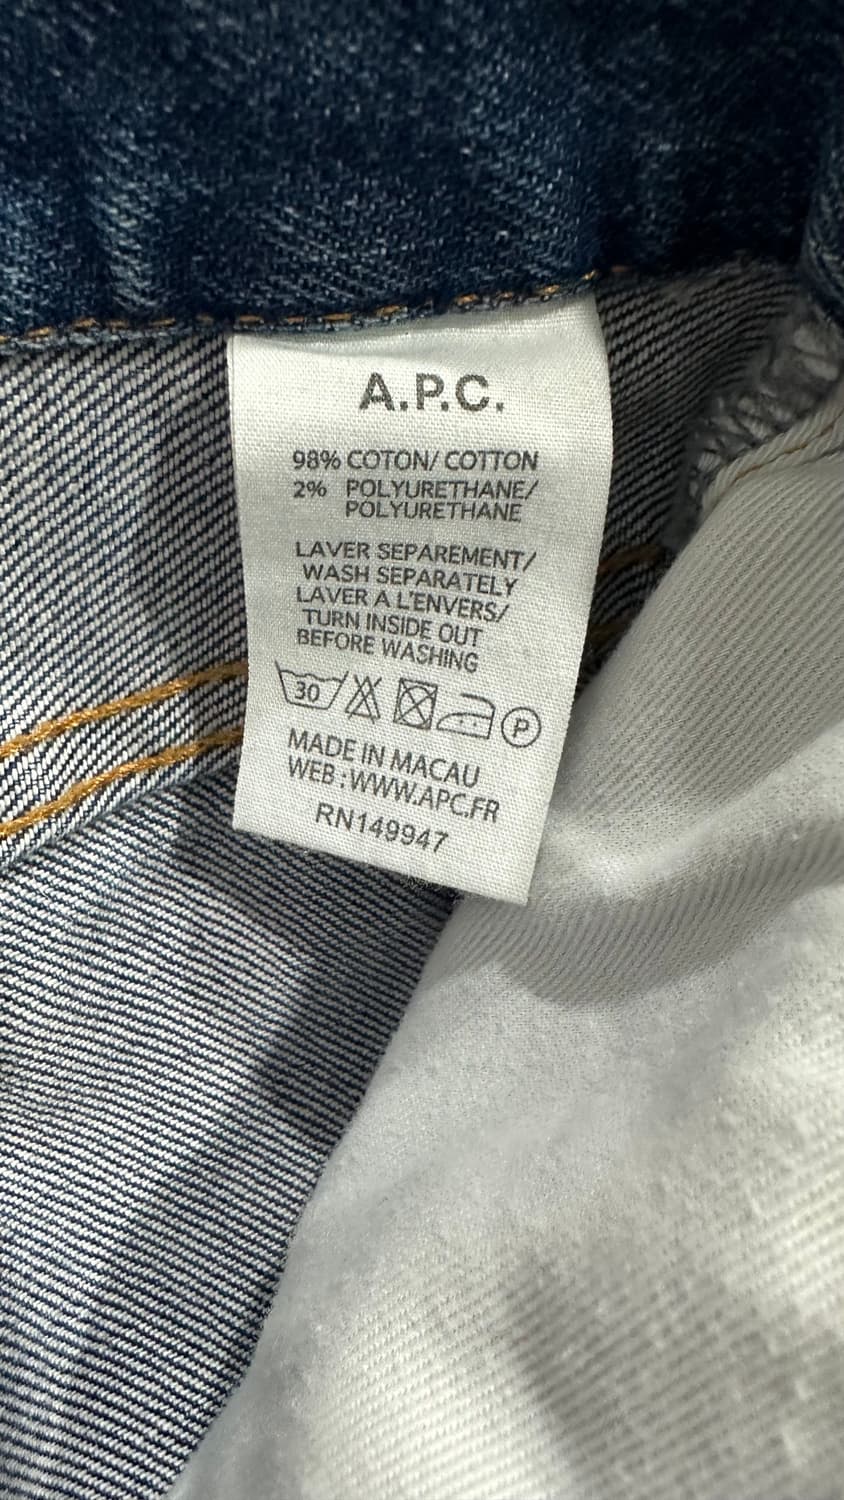 A.P.C.
98% COTON/ COTTON
2% POLYURETHANE/
POLYURETHANE
LAVER SEPAREMENT/
WASH SEPARATELY
LAVER A L'ENVERS/
TURN INSIDE OUT
BEFORE WASHING
30 P
MADE IN MACAU
WEB : WWW.APC.FR
RN149947